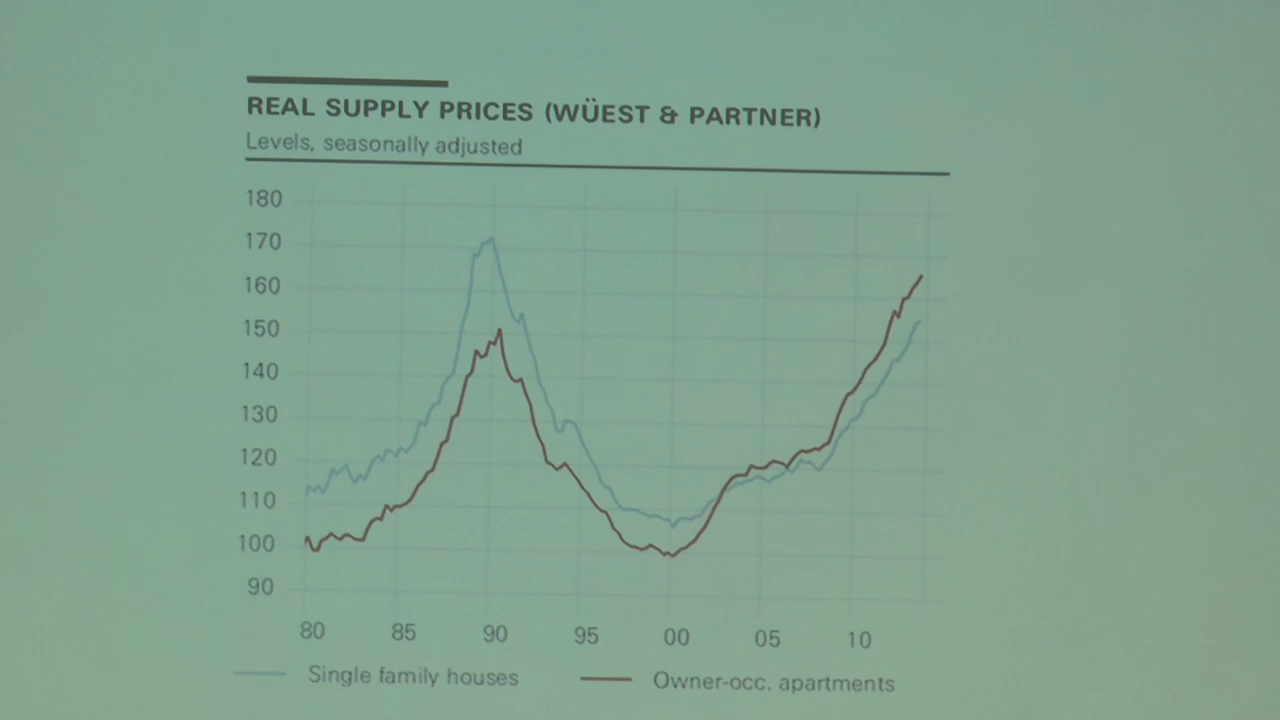 REAL SUPPLY PRICES (WÜEST & PARTNER)
Levels, seasonally adjusted
180
170
160
150
140
130
120
110
100
90
80 85 90 95 00 05 10
Single family houses Owner-occ. apartments